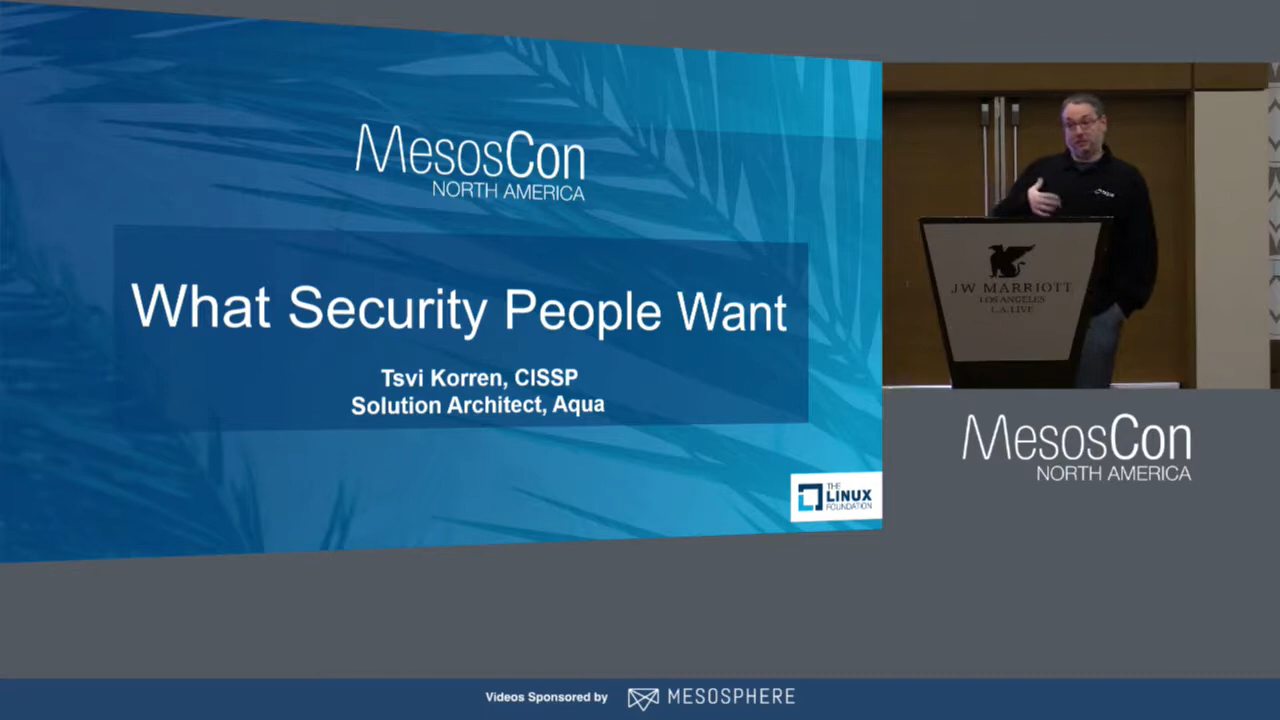 MesosCon
NORTH AMERICA
What Security People Want
Tsvi Korren, CISSP
Solution Architect, Aqua
THE
LINUX
FOUNDATION
JW MARRIOTT
LOS ANGELES
L.A. LIVE
MesosCon
NORTH AMERICA
Videos Sponsored by MESOSPHERE